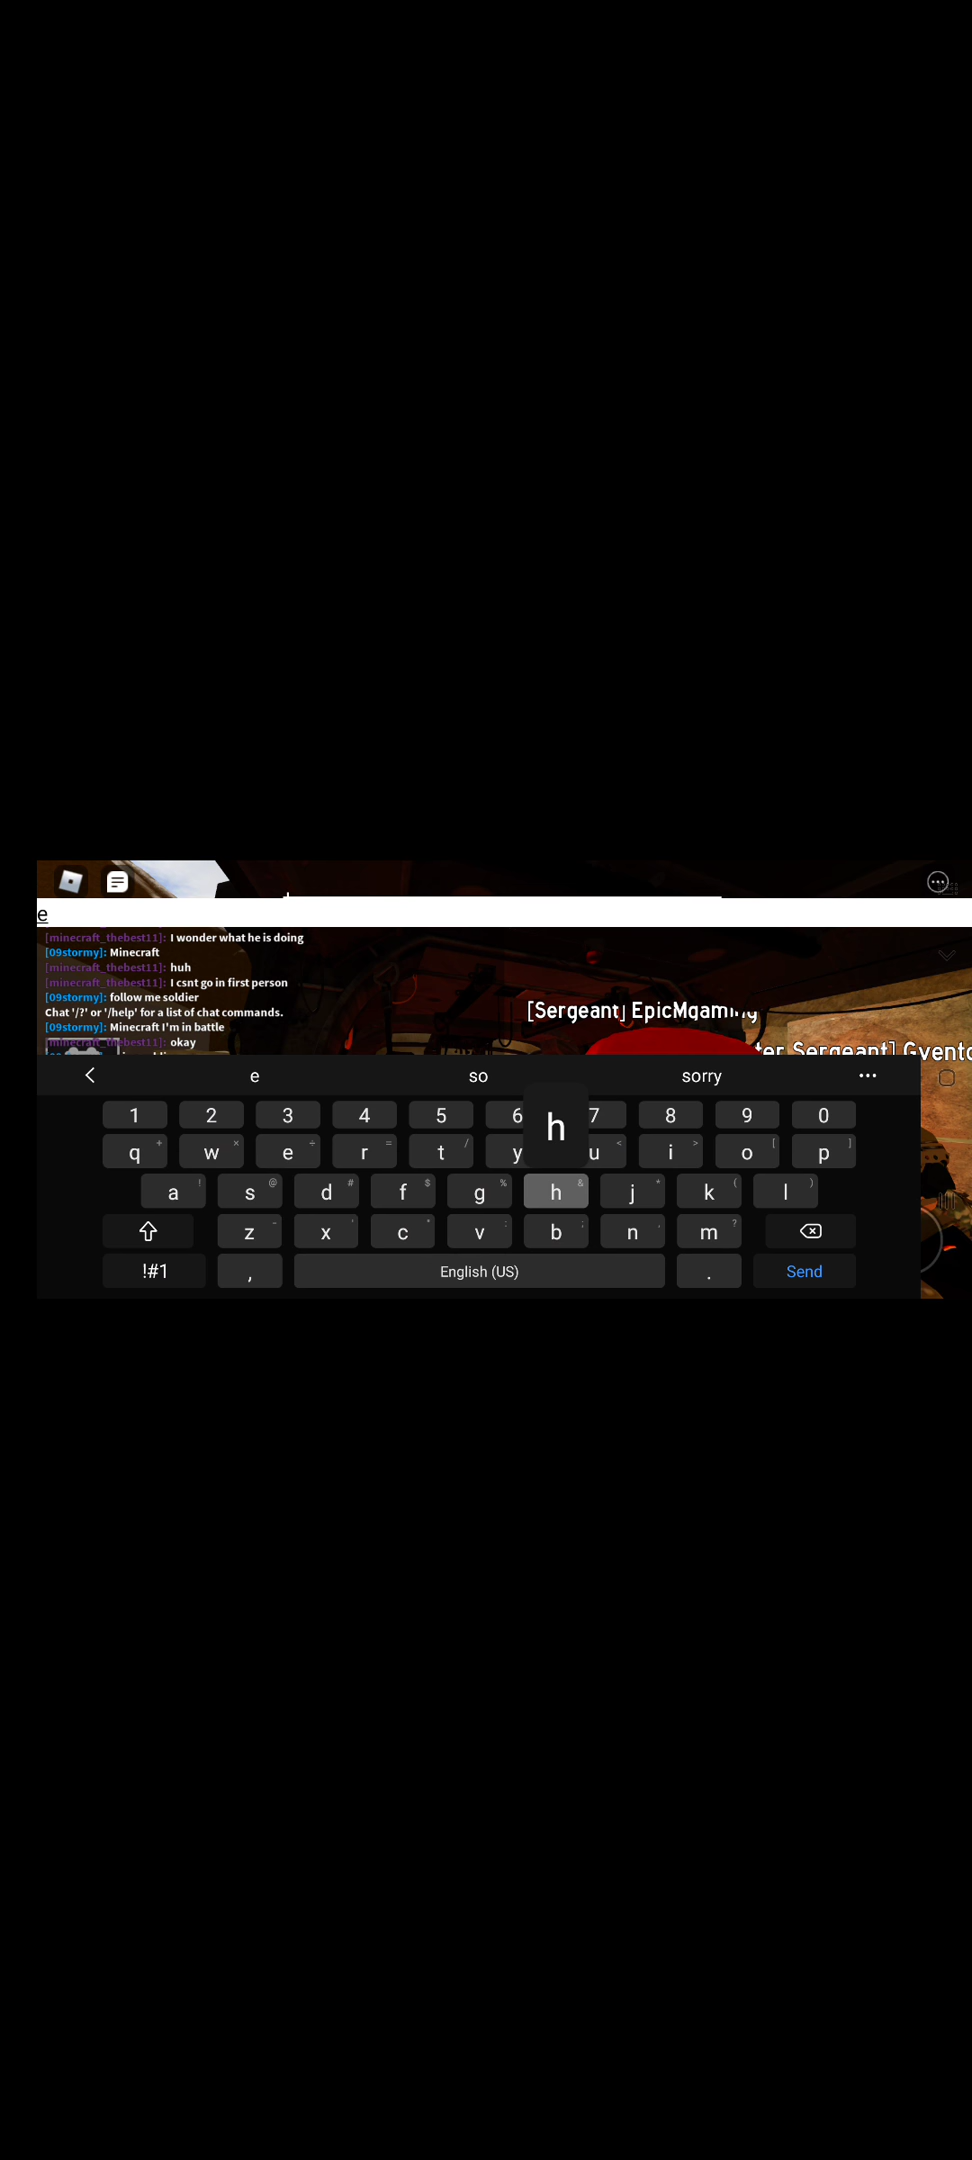 e
[minecraft_thebest11]: I wonder what he is doing
[09stormy]: Minecraft
[minecraft_thebest11]: huh
[minecraft_thebest11]: I csnt go in first person
[09stormy]: follow me soldier
Chat '/?' or '/help' for a list of chat commands.
[09stormy]: Minecraft I'm in battle
[minecraft_thebest11]: okay
[Sergeant] EpicMgaming
Sergeant]
e so sorry
1 2 3 4 5 6 7 8 9 0
q + w × e ÷ r = t / y u < i > o [ p ]
h
a ! s @ d # f $ g % h & j * k ( l )
z - x ' c " v : b ; n , m ?
!#1 , English (US) . Send